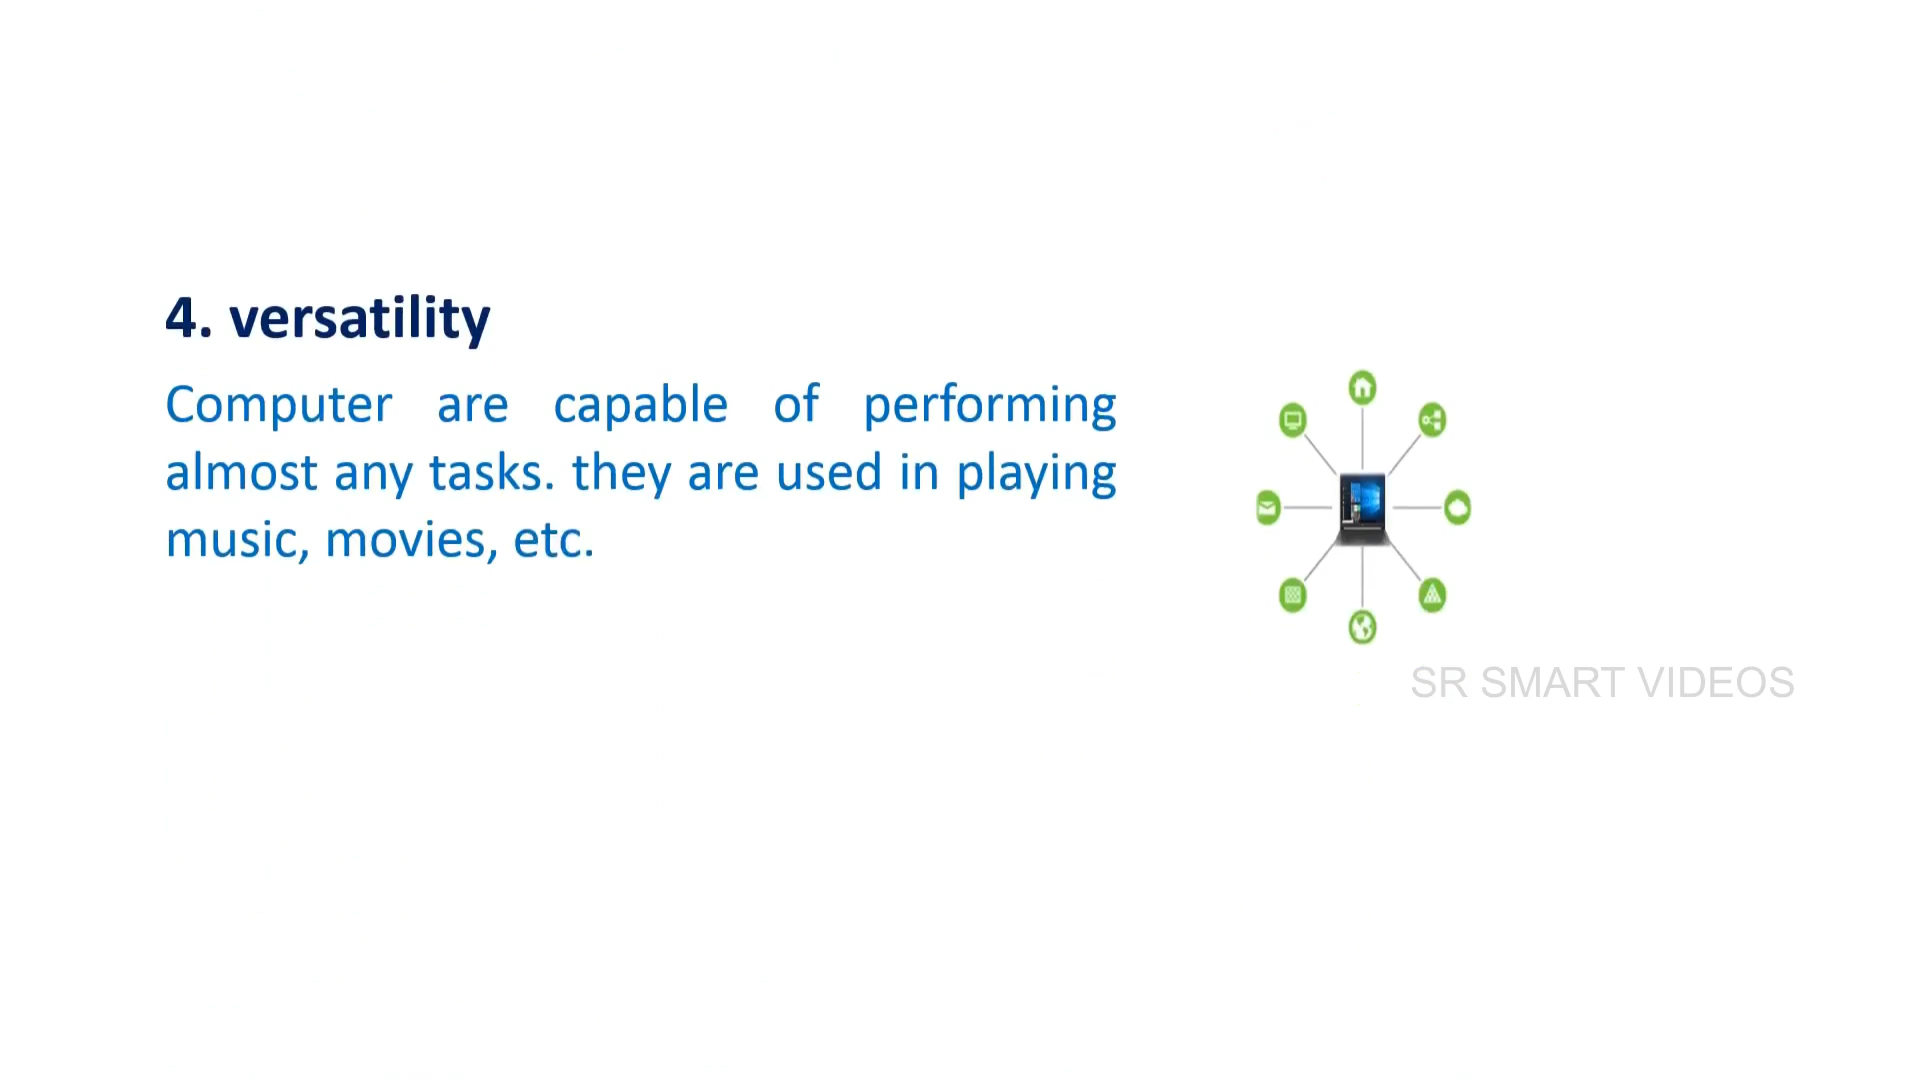 4. versatility
Computer are capable of performing
almost any tasks. they are used in playing
music, movies, etc.
SR SMART VIDEOS